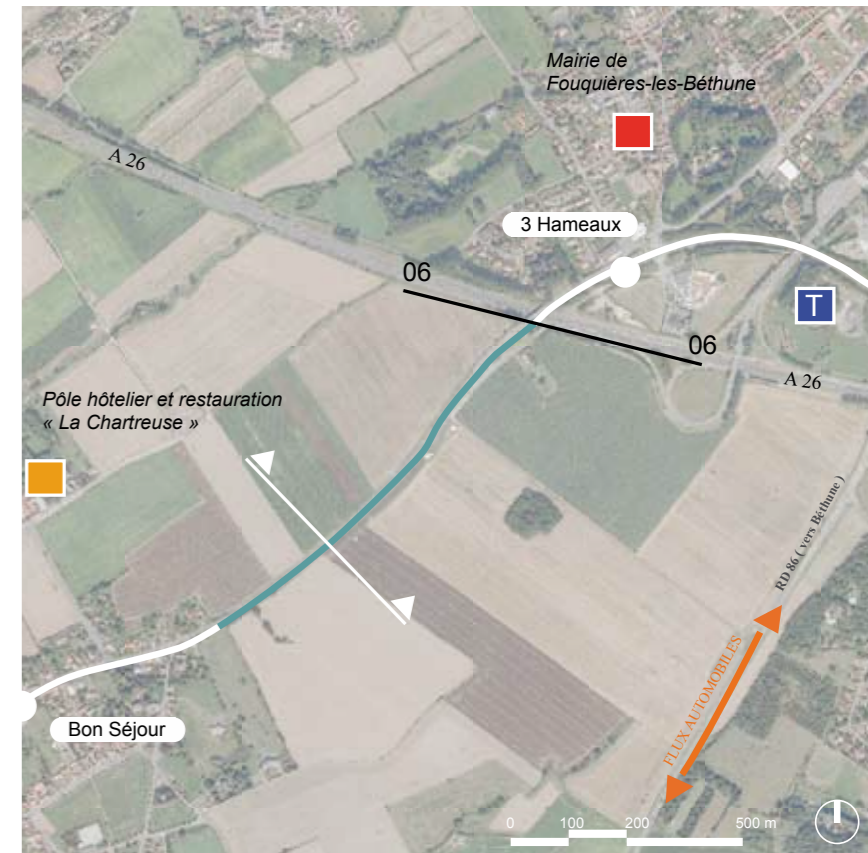 Mairie de
Fouquières-les-Béthune
A 26
3 Hameaux
06
T
06
A 26
Pôle hôtelier et restauration
« La Chartreuse »
RD 86 ( vers Béthune )
FLUX AUTOMOBILES
Bon Séjour
0 100 200 500 m